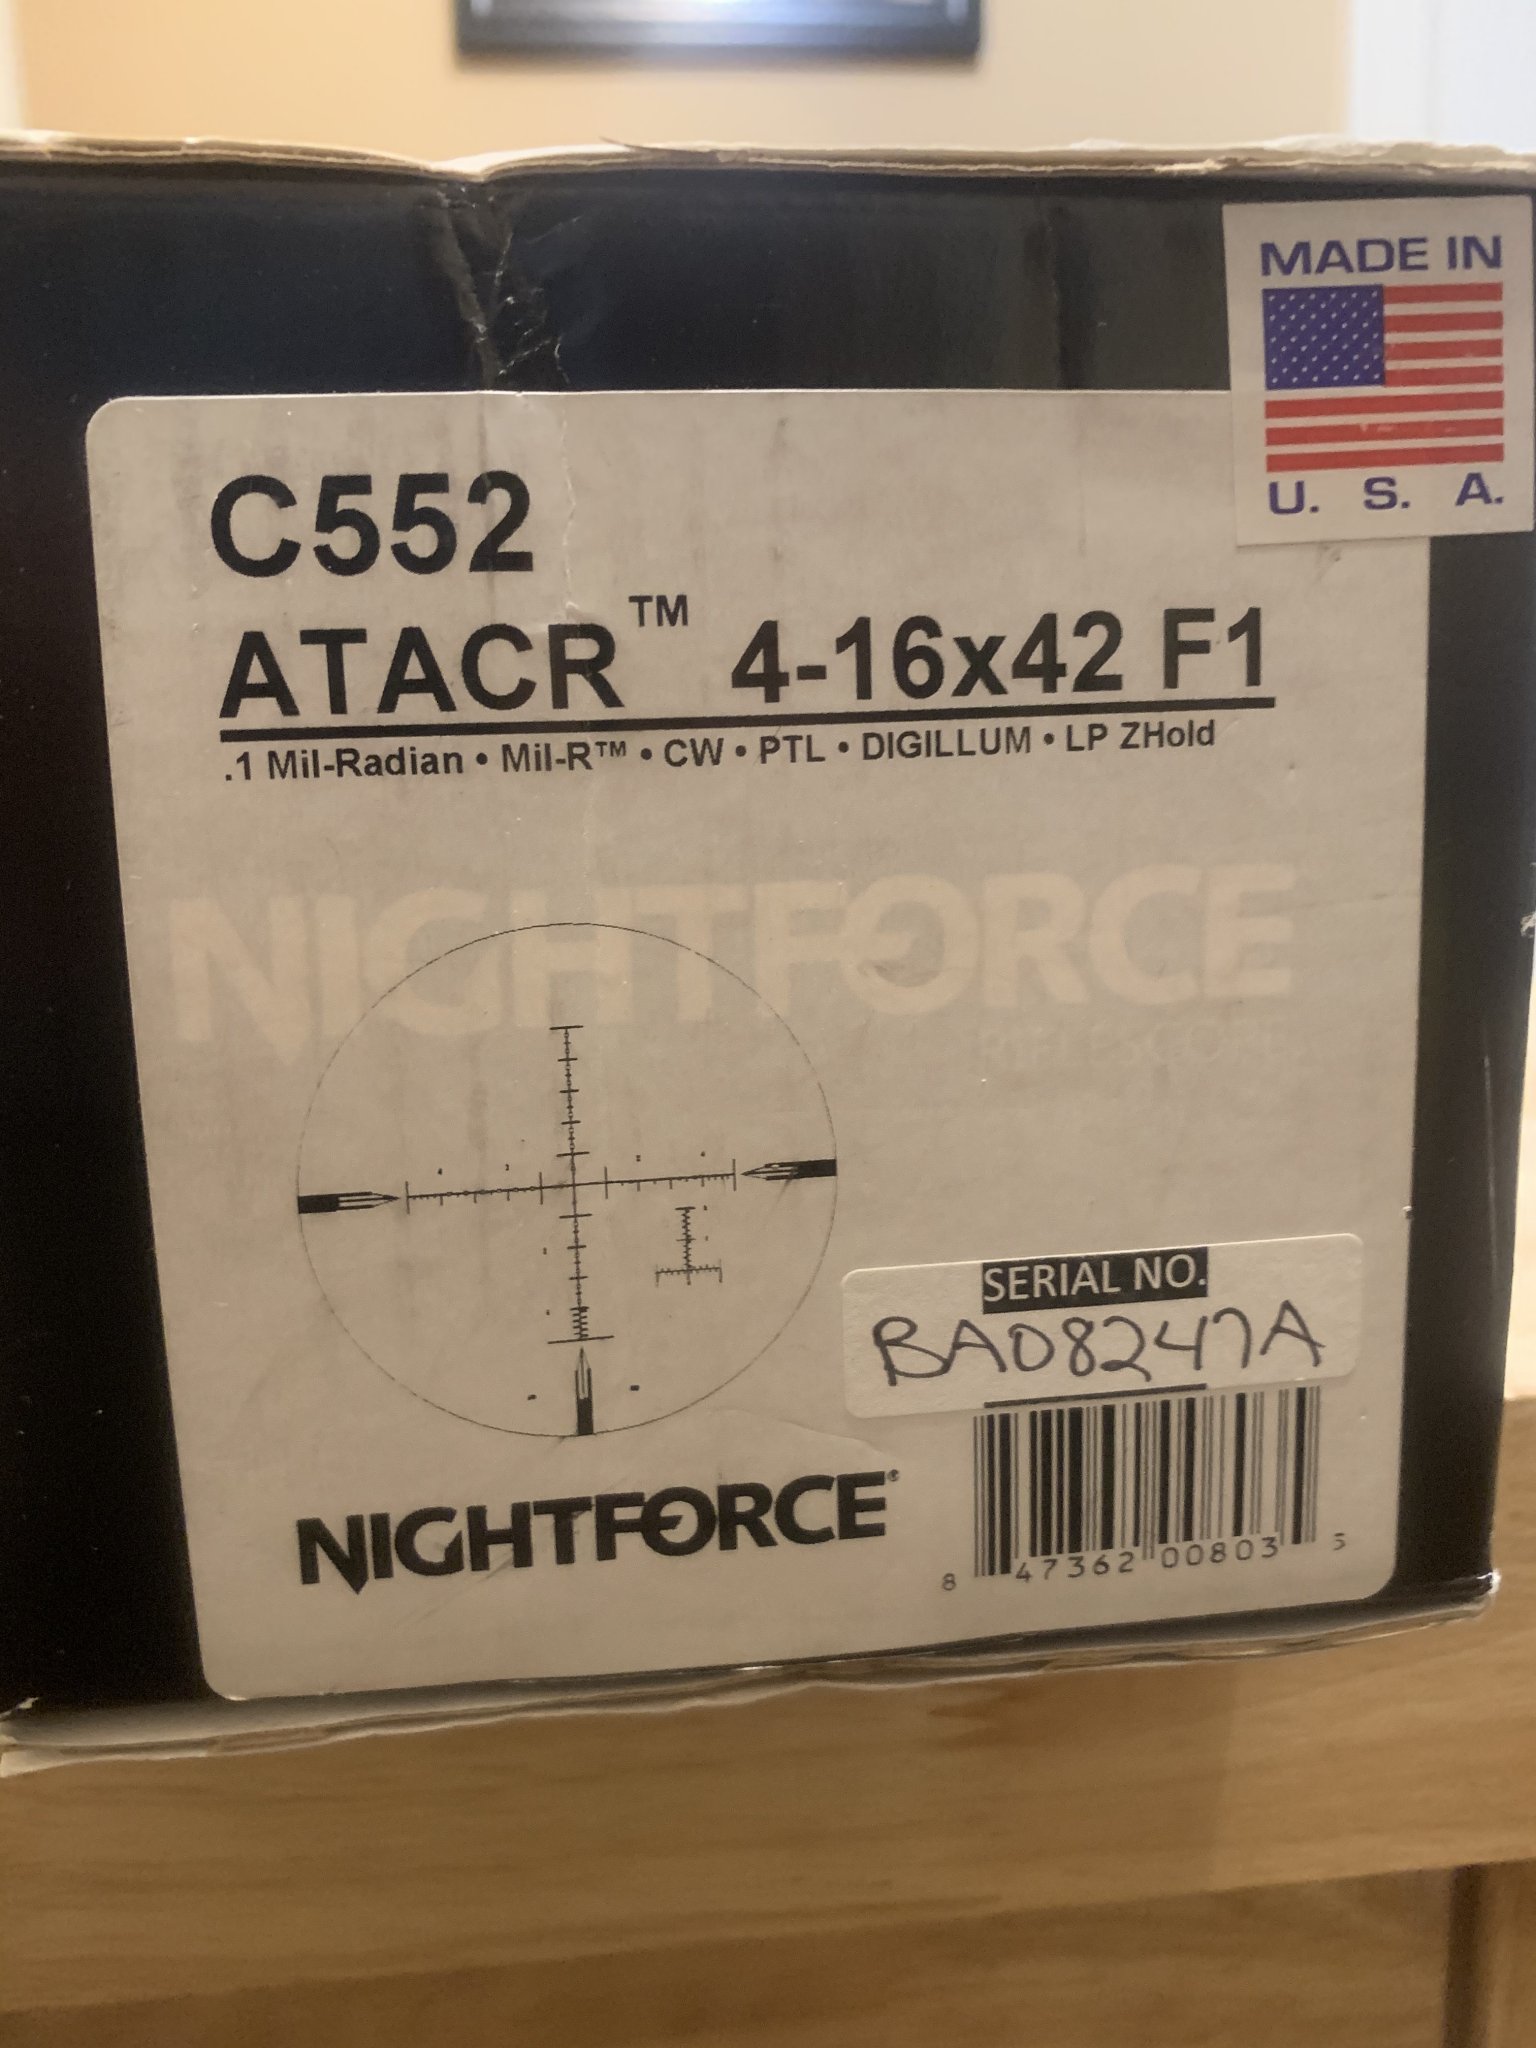 MADE IN
U. S. A.
C552
ATACR™ 4-16x42 F1
.1 Mil-Radian • Mil-R™ • CW • PTL • DIGILLUM • LP ZHold
NIGHTFORCE
SERIAL NO.
BA08247A
NIGHTFORCE®
8 47362 00803 5